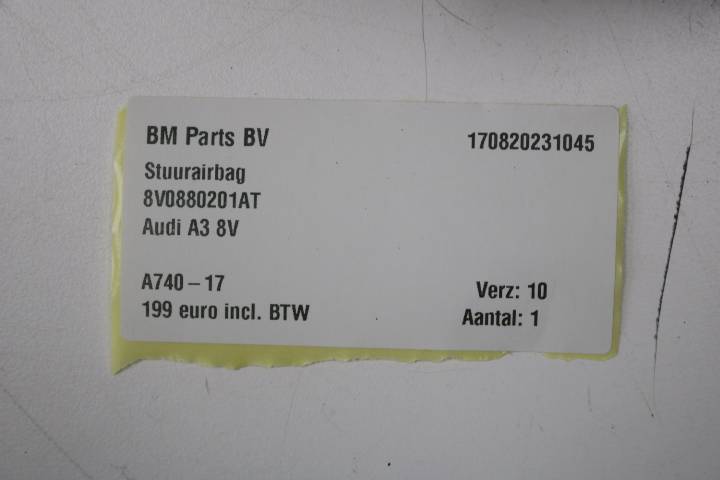 BM Parts BV 170820231045
Stuurairbag
8V0880201AT
Audi A3 8V
A740-17 Verz: 10
199 euro incl. BTW Aantal: 1